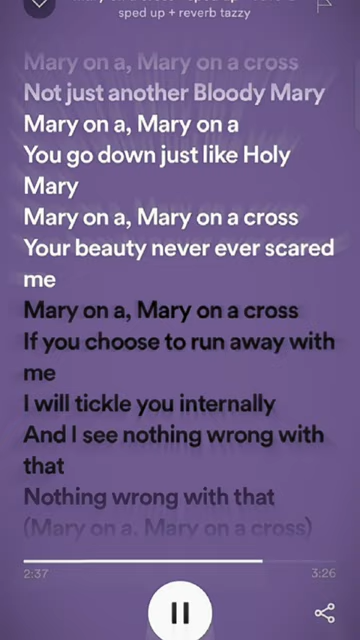 sped up + reverb tazzy
Mary on a, Mary on a cross
Not just another Bloody Mary
Mary on a, Mary on a
You go down just like Holy
Mary
Mary on a, Mary on a cross
Your beauty never ever scared
me
Mary on a, Mary on a cross
If you choose to run away with
me
I will tickle you internally
And I see nothing wrong with
that
Nothing wrong with that
(Mary on a, Mary on a cross)
2:37
3:26